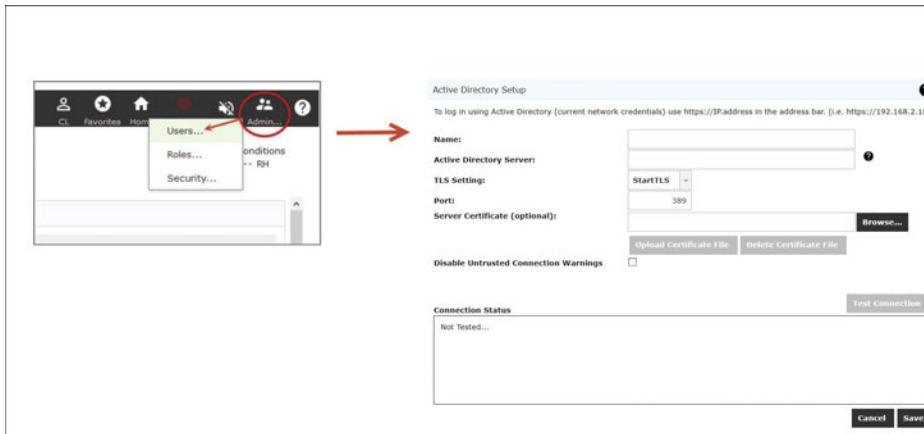 CL Favorites Hom Admin...
Users...
Roles...
Security...
onditions
-- RH
Active Directory Setup
To log in using Active Directory (current network credentials) use https://IP.address in the address bar. (i.e. https://192.168.2.10
Name:
Active Directory Server:
TLS Setting: StartTLS
Port: 389
Server Certificate (optional): Browse...
Upload Certificate File Delete Certificate File
Disable Untrusted Connection Warnings
Test Connection
Connection Status
Not Tested...
Cancel Save